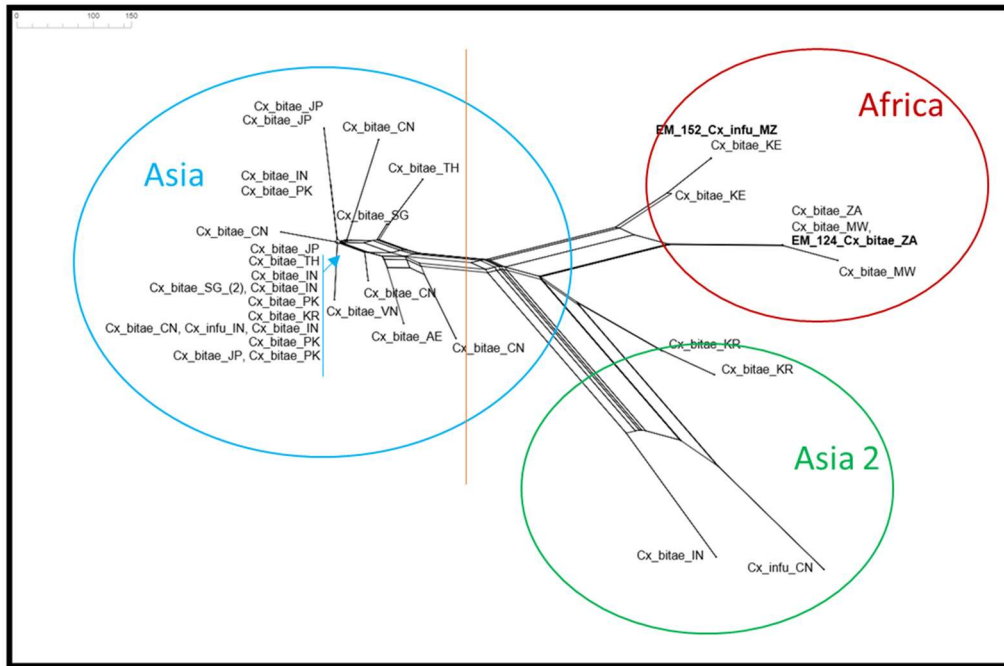 0 100 150
Asia
Cx_bitae_JP
Cx_bitae_JP
Cx_bitae_CN
Cx_bitae_TH
Cx_bitae_IN
Cx_bitae_PK
Cx_bitae_SG
Cx_bitae_CN
Cx_bitae_JP
Cx_bitae_TH
Cx_bitae_IN
Cx_bitae_SG_(2), Cx_bitae_IN
Cx_bitae_PK
Cx_bitae_KR
Cx_bitae_CN, Cx_infu_IN, Cx_bitae_IN
Cx_bitae_PK
Cx_bitae_JP, Cx_bitae_PK
Cx_bitae_CN
Cx_bitae_VN
Cx_bitae_AE
Cx_bitae_CN
Africa
EM_152_Cx_infu_MZ
Cx_bitae_KE
Cx_bitae_KE
Cx_bitae_ZA
Cx_bitae_MW,
EM_124_Cx_bitae_ZA
Cx_bitae_MW
Cx_bitae_KR
Cx_bitae_KR
Asia 2
Cx_bitae_IN
Cx_infu_CN